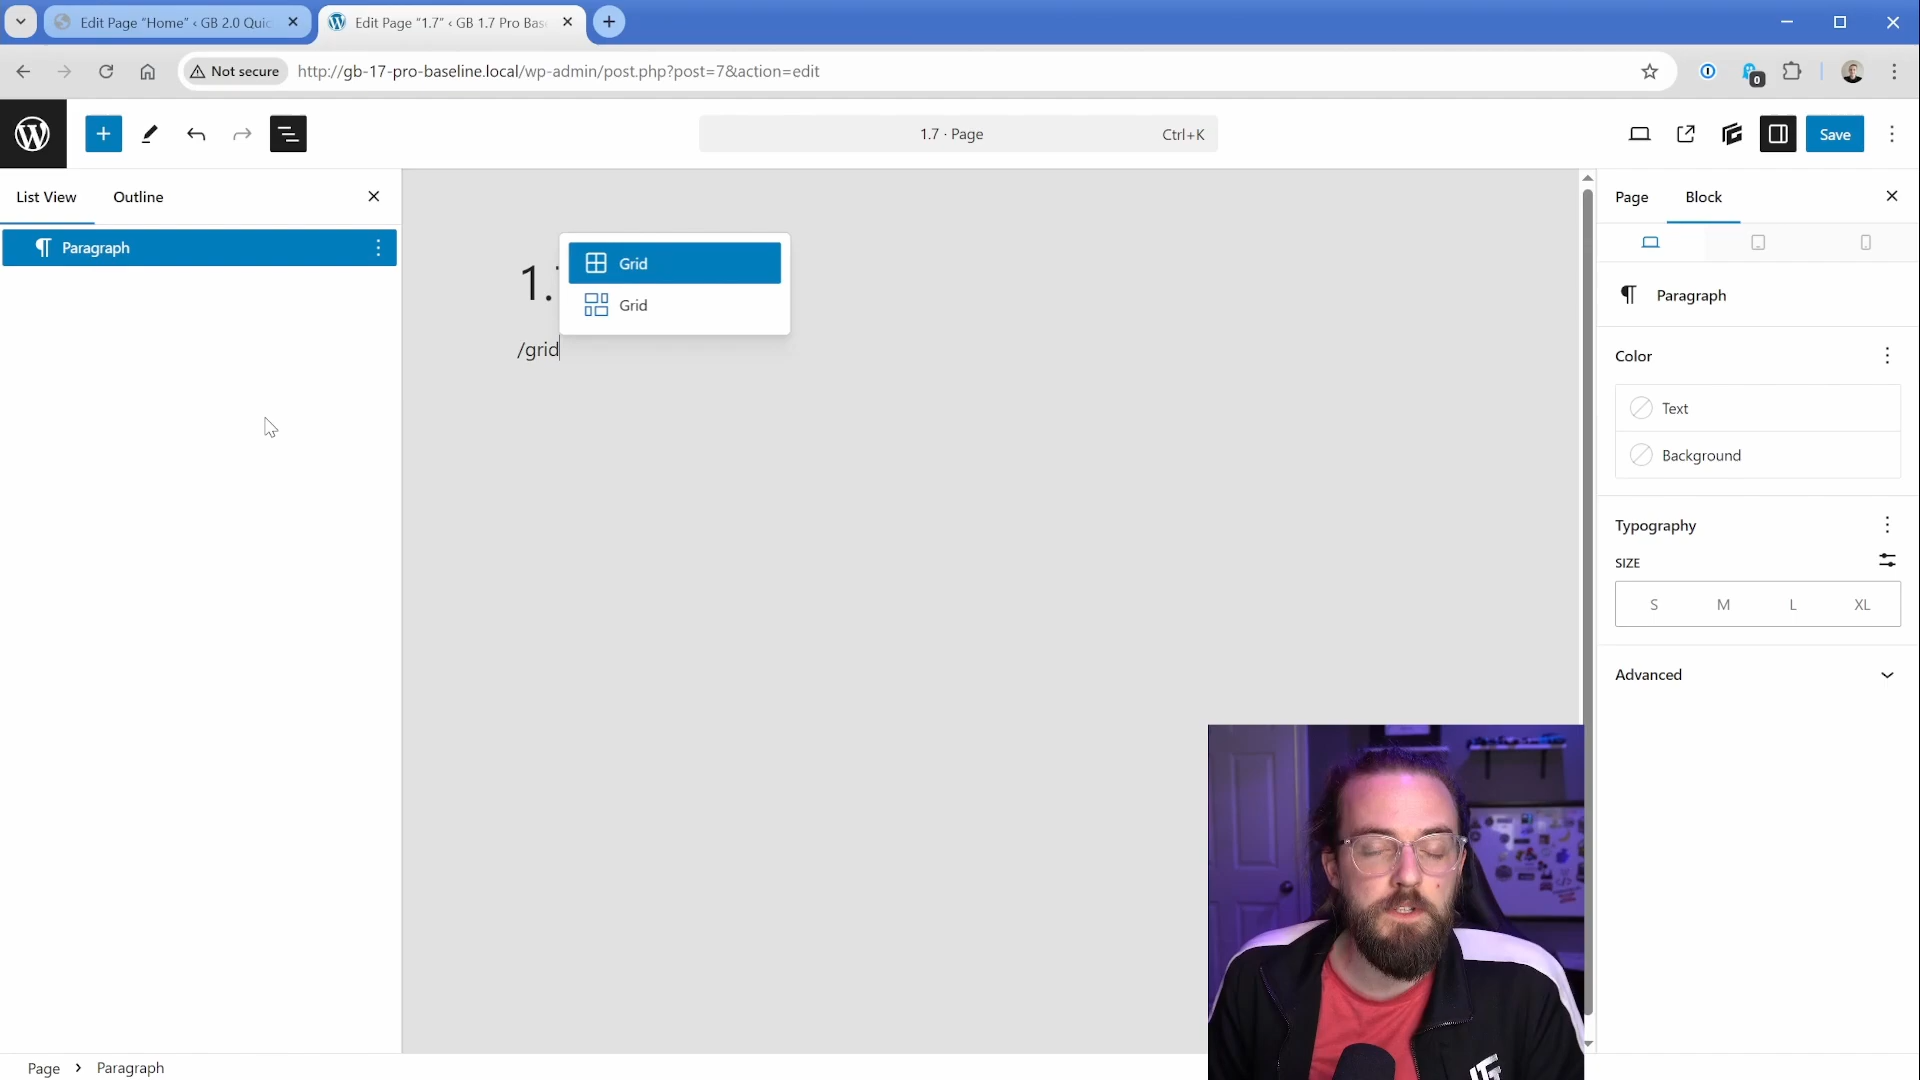 Edit Page “Home” ‹ GB 2.0 Quic
Edit Page “1.7” ‹ GB 1.7 Pro Bas
Not secure
http://gb-17-pro-baseline.local/wp-admin/post.php?post=7&action=edit
0
1.7 · Page
Ctrl+K
Save
List View
Outline
Page
Block
Paragraph
Grid
Grid
1.
/grid
Paragraph
Color
Text
Background
Typography
SIZE
S
M
L
XL
Advanced
Page
Paragraph